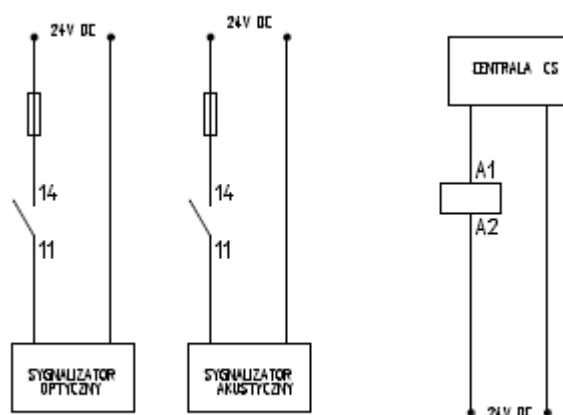 24V DC
14
11
SYGNALIZATOR
OPTYCZNY
24V DC
14
11
SYGNALIZATOR
AKUSTYCZNY
CENTRALA CS
A1
A2
24V DC